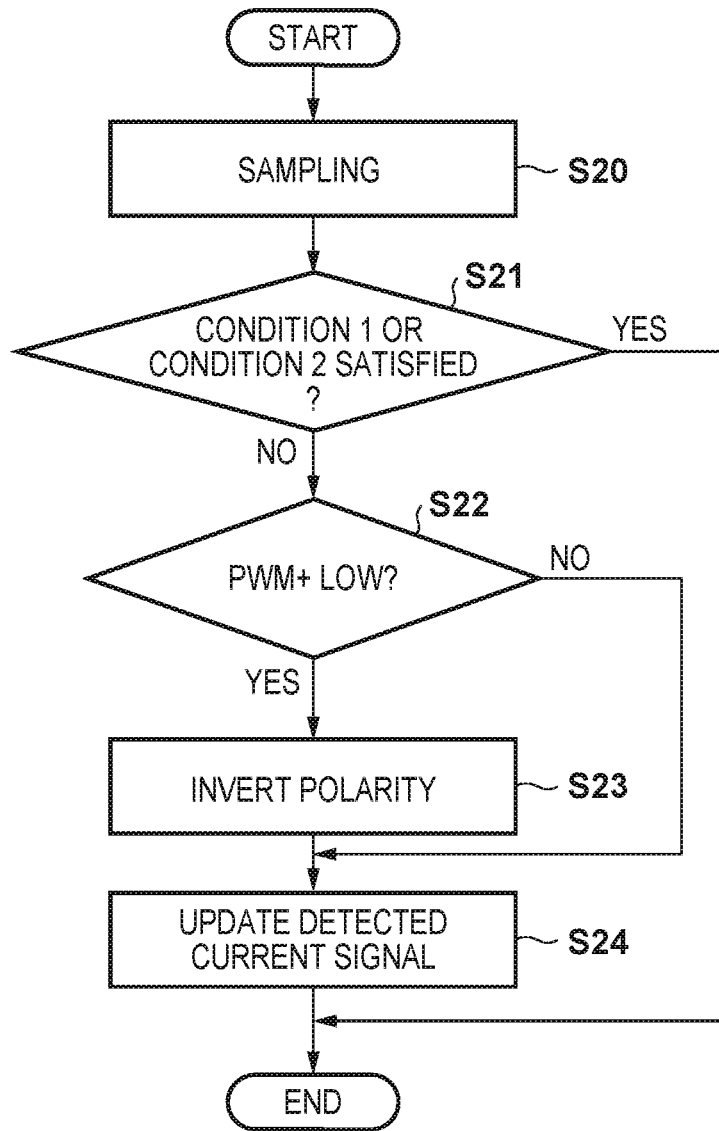 START
SAMPLING
S20
S21
CONDITION 1 OR
CONDITION 2 SATISFIED
?
YES
NO
S22
PWM+ LOW?
NO
YES
INVERT POLARITY
S23
UPDATE DETECTED
CURRENT SIGNAL
S24
END